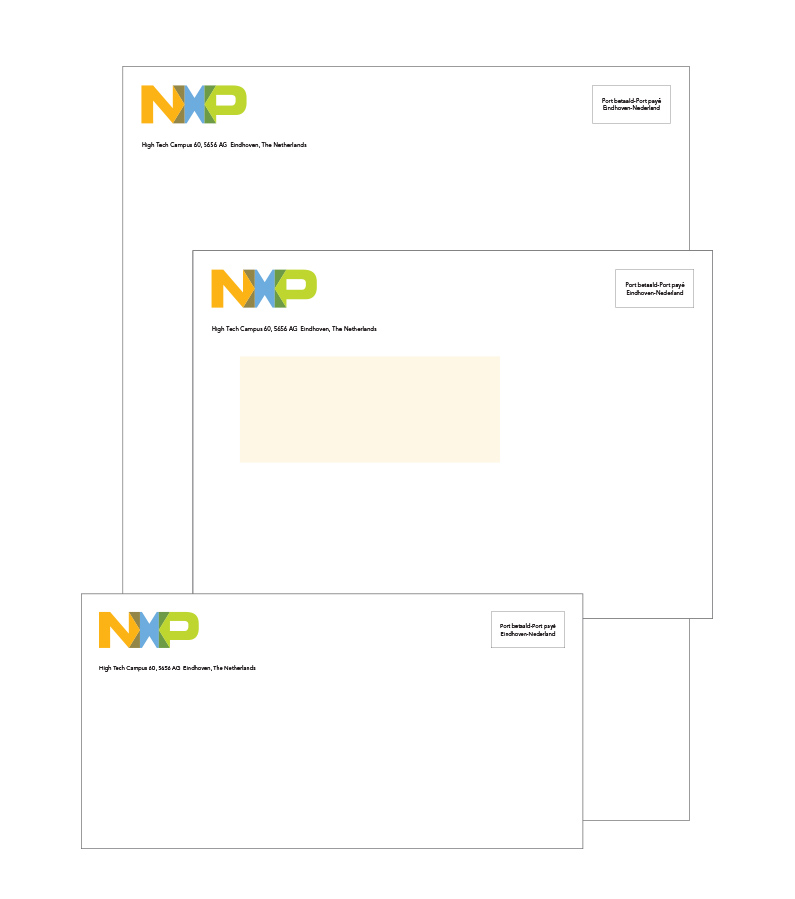 NXP
Port betaald-Port payé
Eindhoven-Nederland
High Tech Campus 60, 5656 AG Eindhoven, The Netherlands
NXP
Port betaald-Port payé
Eindhoven-Nederland
High Tech Campus 60, 5656 AG Eindhoven, The Netherlands
NXP
Port betaald-Port payé
Eindhoven-Nederland
High Tech Campus 60, 5656 AG Eindhoven, The Netherlands